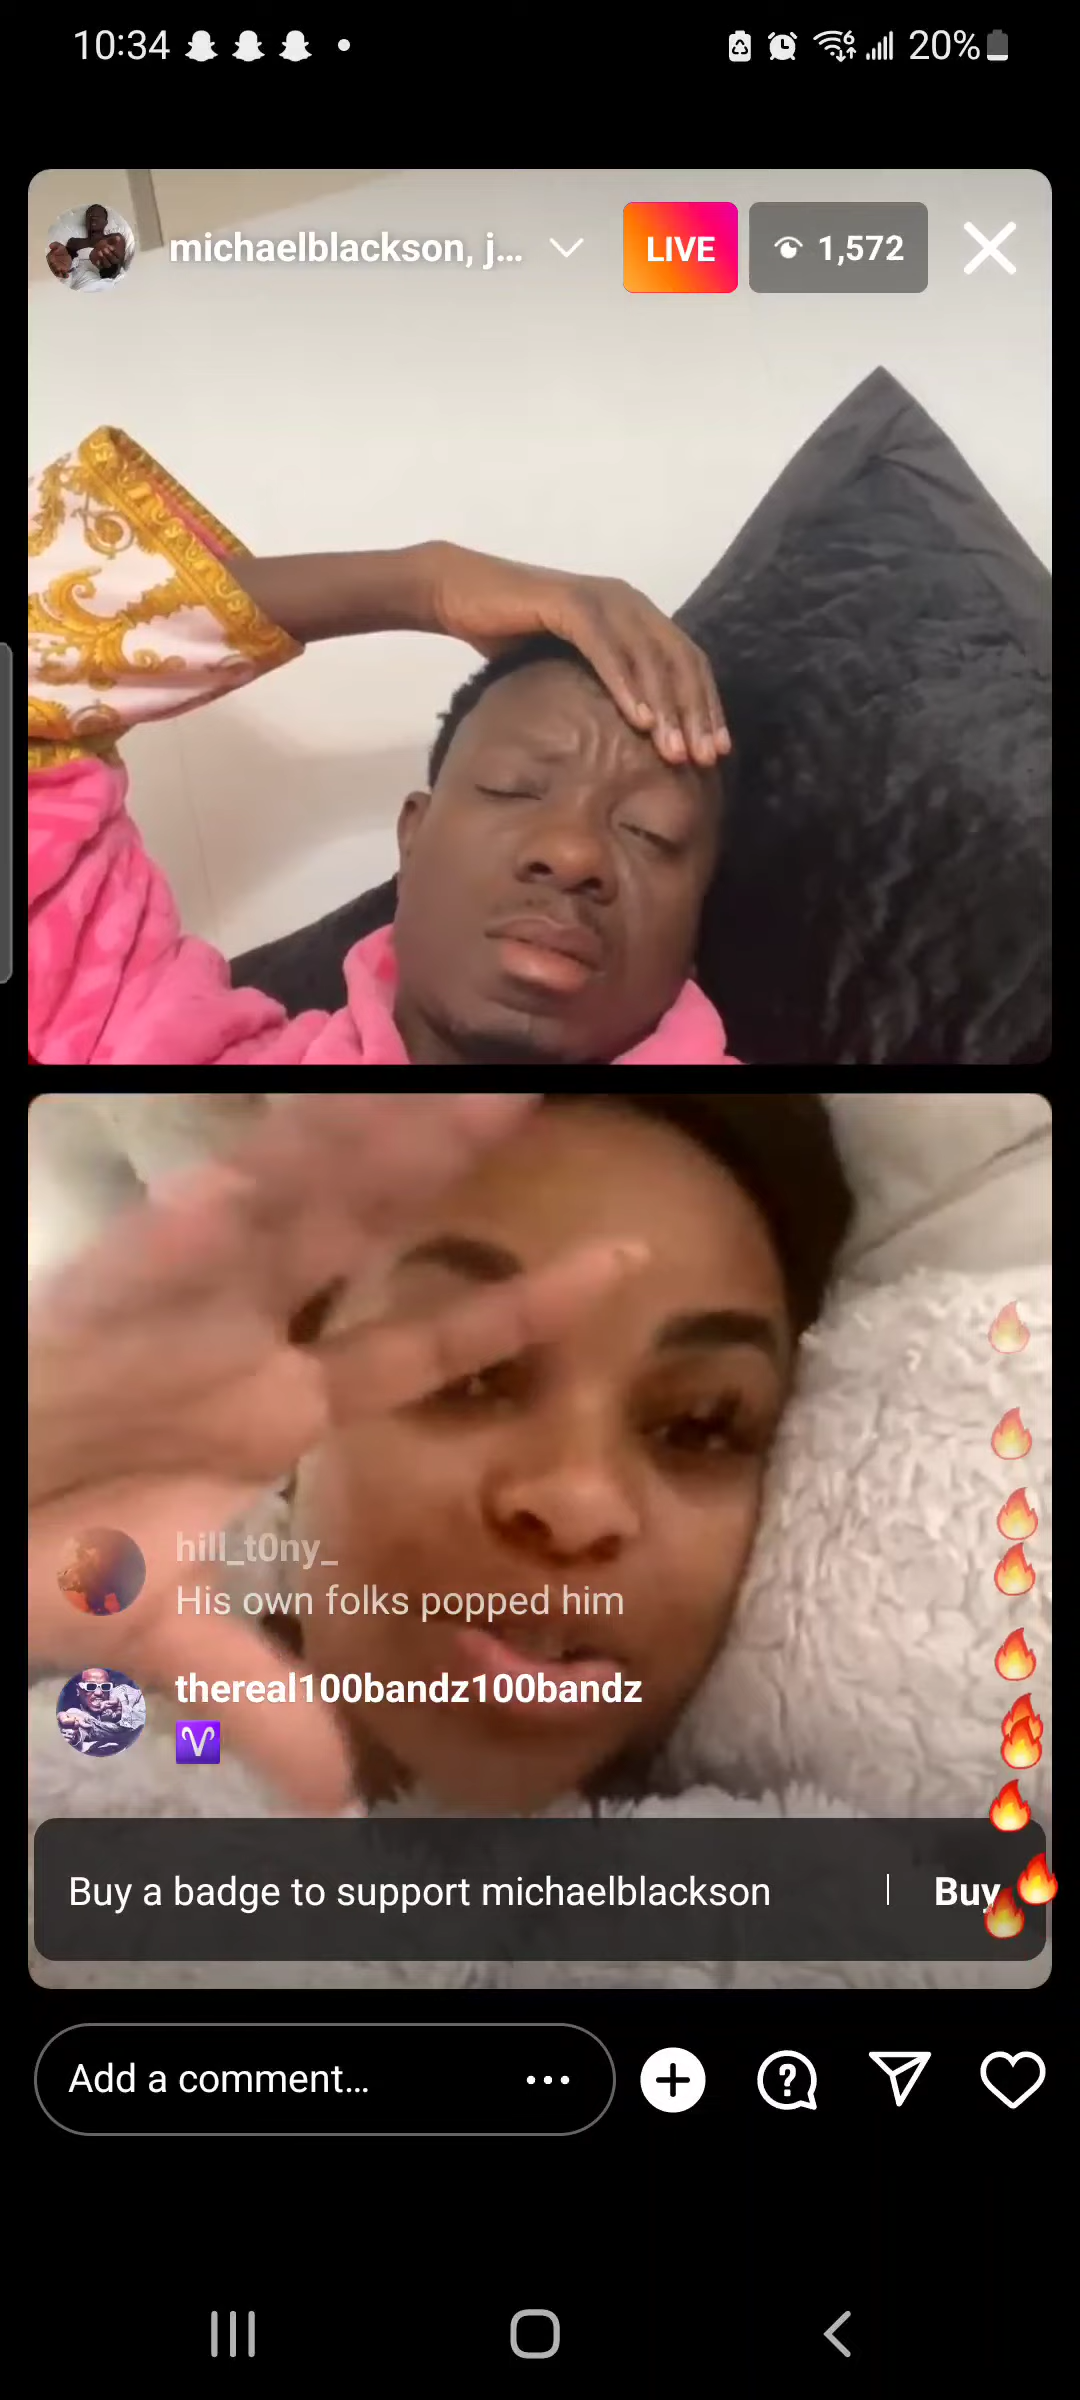 10:34
20%
michaelblackson, j...
LIVE
1,572
hill_t0ny_
His own folks popped him
thereal100bandz100bandz
♈
Buy a badge to support michaelblackson | Buy
Add a comment...